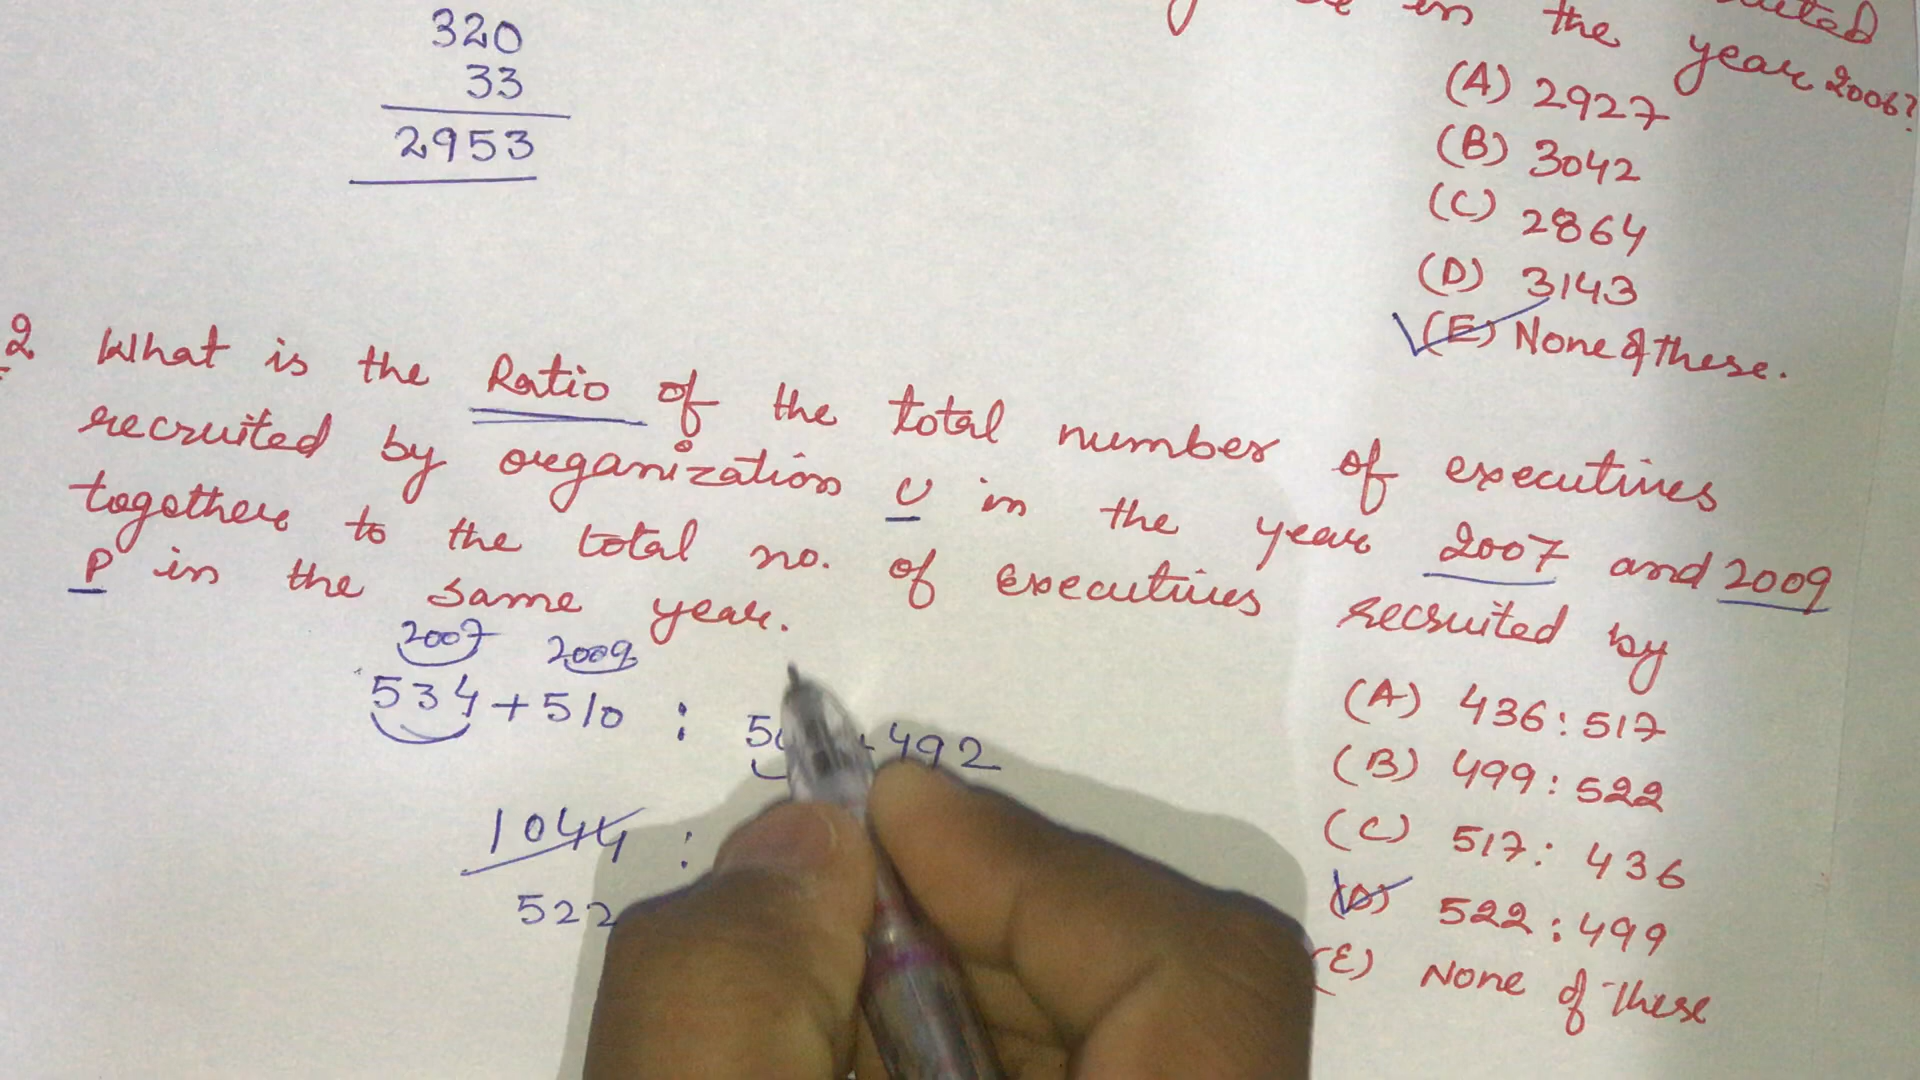 320
33
2953
in the year 2006?
(A) 2927
(B) 3042
(C) 2864
(D) 3143
(E) None of these.
2 What is the Ratio of the total number of executives
recruited by organization U in the year 2007 and 2009
together to the total no. of executives recruited by
P in the same year.
2007 2009
534 + 510 : 492
1044 :
522
(A) 436:517
(B) 499:522
(C) 517:436
(D) 522:499
(E) None of these